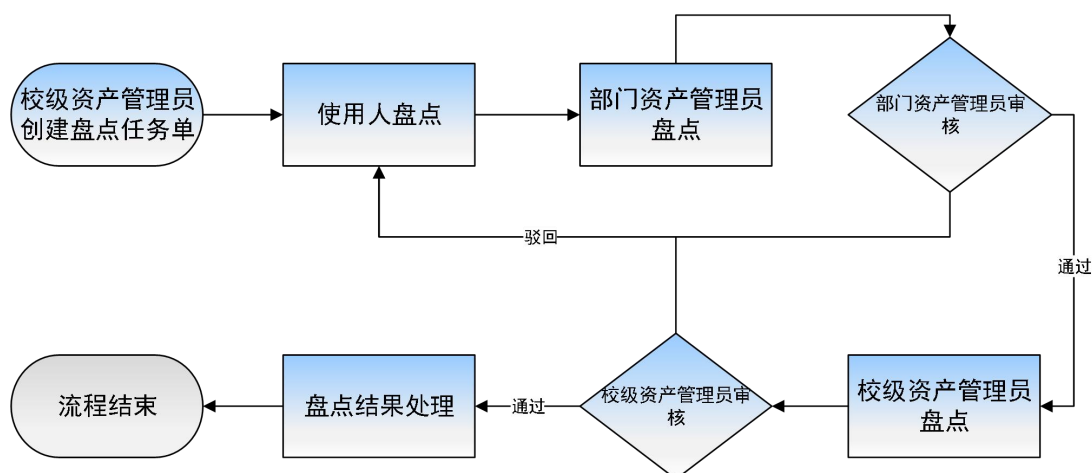 校级资产管理员
创建盘点任务单
使用人盘点
部门资产管理员
盘点
部门资产管理员审
核
驳回
通过
流程结束
盘点结果处理
通过
校级资产管理员审
核
校级资产管理员
盘点